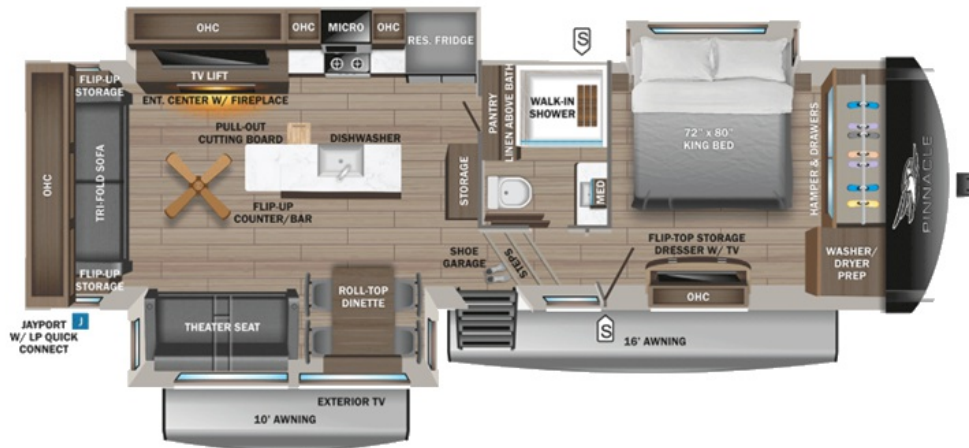 OHC
OHC
MICRO
OHC
RES. FRIDGE
FLIP-UP
STORAGE
TV LIFT
ENT. CENTER W/ FIREPLACE
PULL-OUT
CUTTING BOARD
DISHWASHER
OHC
TRI-FOLD SOFA
FLIP-UP
COUNTER/BAR
STORAGE
PANTRY
LINEN ABOVE BATH
WALK-IN
SHOWER
S
MED
72" x 80"
KING BED
HAMPER & DRAWERS
PINNACLE
FLIP-UP
STORAGE
SHOE
GARAGE
STEPS
FLIP-TOP STORAGE
DRESSER W/ TV
OHC
WASHER/
DRYER
PREP
JAYPORT
W/ LP QUICK
CONNECT
J
THEATER SEAT
ROLL-TOP
DINETTE
S
16' AWNING
EXTERIOR TV
10' AWNING